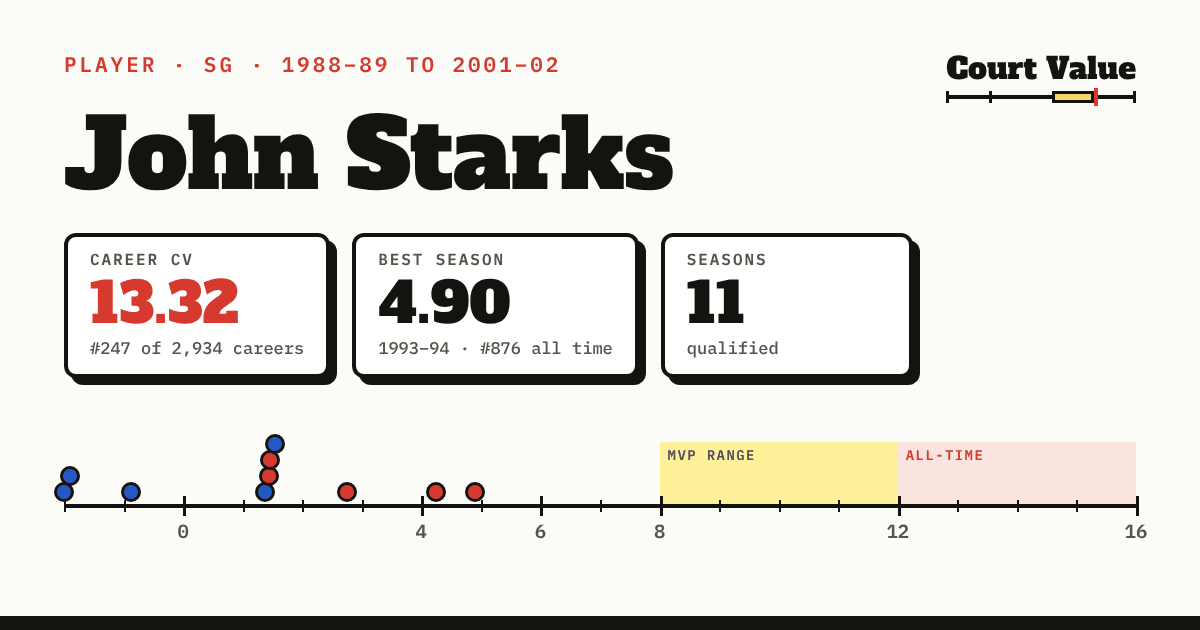 PLAYER · SG · 1988–89 TO 2001–02
Court Value
John Starks
CAREER CV
13.32
#247 of 2,934 careers
BEST SEASON
4.90
1993–94 · #876 all time
SEASONS
11
qualified
MVP RANGE
ALL-TIME
0 4 6 8 12 16